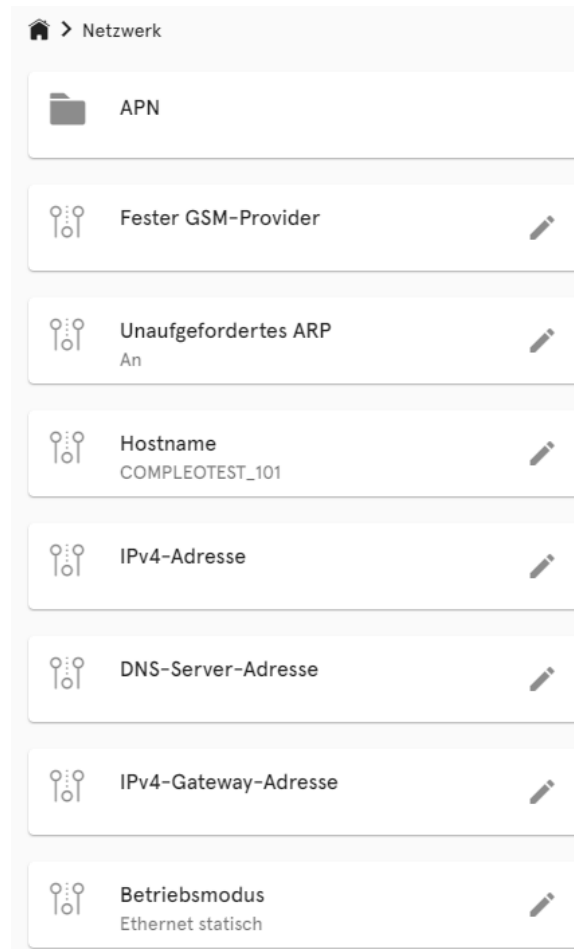 Netzwerk
APN
Fester GSM-Provider
Unaufgefordertes ARP
An
Hostname
COMPLEOTEST_101
IPv4-Adresse
DNS-Server-Adresse
IPv4-Gateway-Adresse
Betriebsmodus
Ethernet statisch